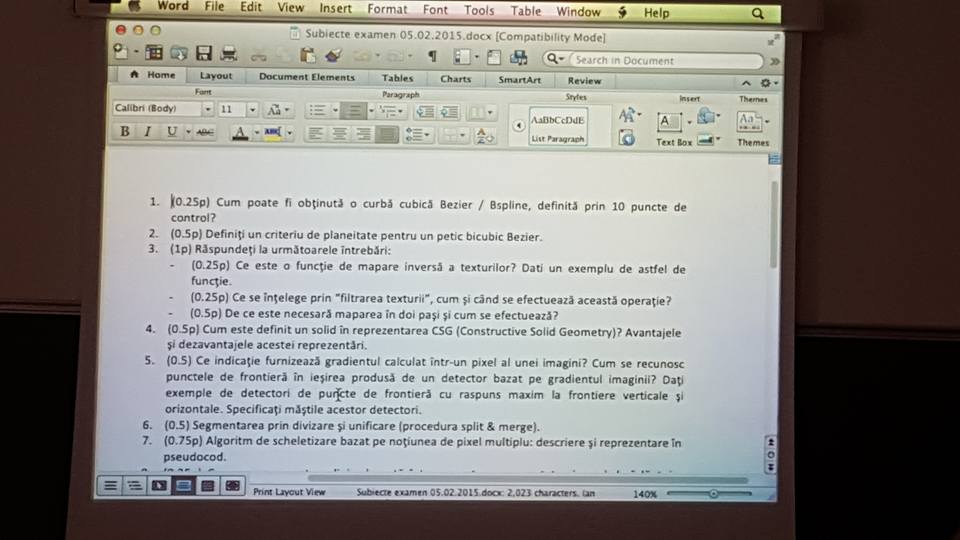 Word File Edit View Insert Format Font Tools Table Window Help
Subiecte examen 05.02.2015.docx [Compatibility Mode]
Search in Document
Home Layout Document Elements Tables Charts SmartArt Review
Font Paragraph Styles Insert Themes
Calibri (Body) 11 Aa
AaBbCcDdE
List Paragraph
B I U ABC A ABC
Text Box Themes
1. (0.25p) Cum poate fi obţinută o curbă cubică Bezier / Bspline, definită prin 10 puncte de
control?
2. (0.5p) Definiţi un criteriu de planeitate pentru un petic bicubic Bezier.
3. (1p) Răspundeţi la următoarele întrebări:
- (0.25p) Ce este o funcţie de mapare inversă a texturilor? Dati un exemplu de astfel de
funcţie.
- (0.25p) Ce se înţelege prin "filtrarea texturii", cum şi când se efectuează această operaţie?
- (0.5p) De ce este necesară maparea în doi paşi şi cum se efectuează?
4. (0.5p) Cum este definit un solid în reprezentarea CSG (Constructive Solid Geometry)? Avantajele
şi dezavantajele acestei reprezentări.
5. (0.5) Ce indicaţie furnizează gradientul calculat într-un pixel al unei imagini? Cum se recunosc
punctele de frontieră în ieşirea produsă de un detector bazat pe gradientul imaginii? Daţi
exemple de detectori de puncte de frontieră cu raspuns maxim la frontiere verticale şi
orizontale. Specificaţi măştile acestor detectori.
6. (0.5) Segmentarea prin divizare şi unificare (procedura split & merge).
7. (0.75p) Algoritm de scheletizare bazat pe noţiunea de pixel multiplu: descriere şi reprezentare în
pseudocod.
Print Layout View Subiecte examen 05.02.2015.docx: 2,023 characters. 140%